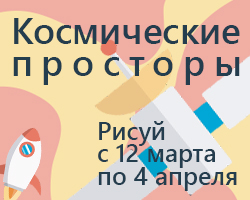 Космические
просторы
Рисуй
с 12 марта
по 4 апреля